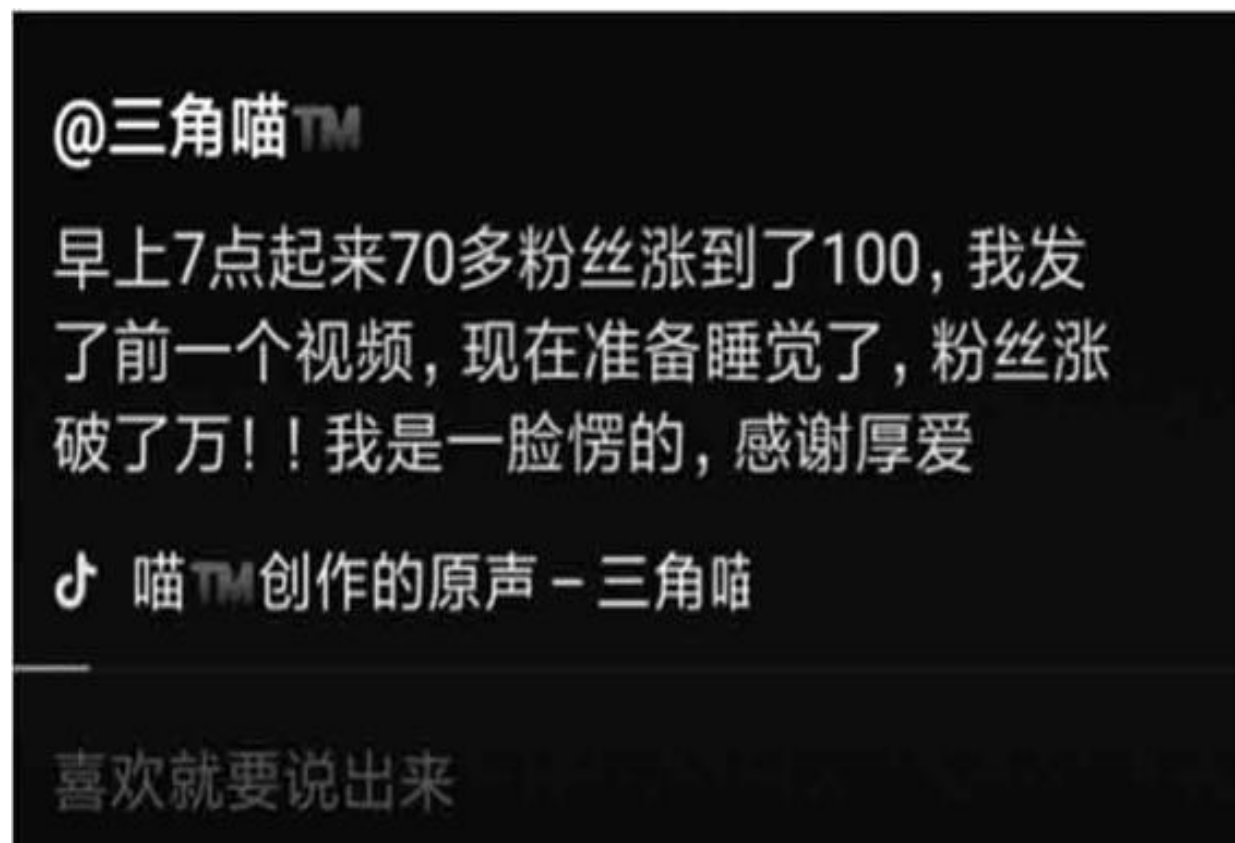 @三角喵™
早上7点起来70多粉丝涨到了100，我发
了前一个视频，现在准备睡觉了，粉丝涨
破了万！！我是一脸愣的，感谢厚爱
喵™创作的原声 – 三角喵
喜欢就要说出来